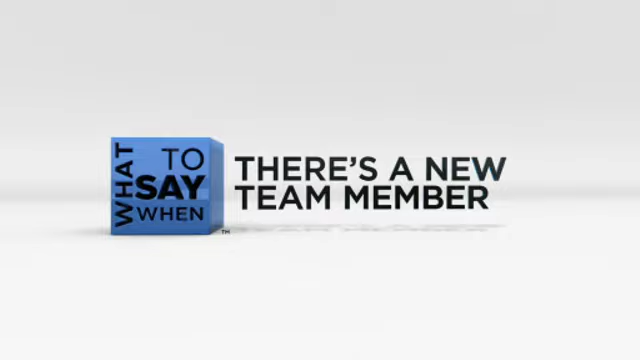 WHAT
TO
SAY
WHEN
™
THERE'S A NEW
TEAM MEMBER